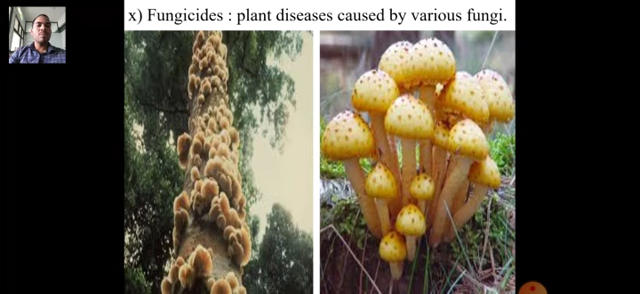 x) Fungicides : plant diseases caused by various fungi.